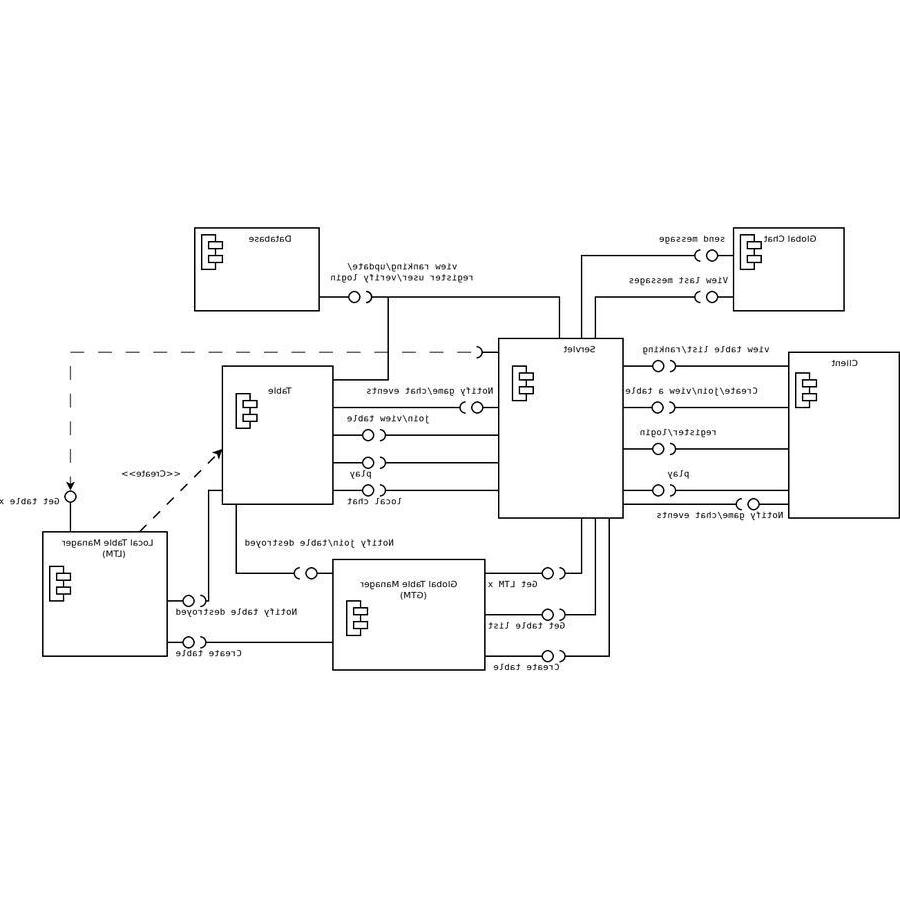 Database
send message
Global Chat
view ranking/update/
register user/verify/login
View last messages
Servlet
view table list/ranking
Client
Table
Notify game/chat events
Create/join/view a table
join/view table
register/login
<<Create>>
play
play
Get table x
local chat
Notify game/chat events
Local Table Manager
(LTM)
Notify join/table destroyed
Global Table Manager
(GTM)
Get LTM x
Notify table destroyed
Get table list
Create table
Create table